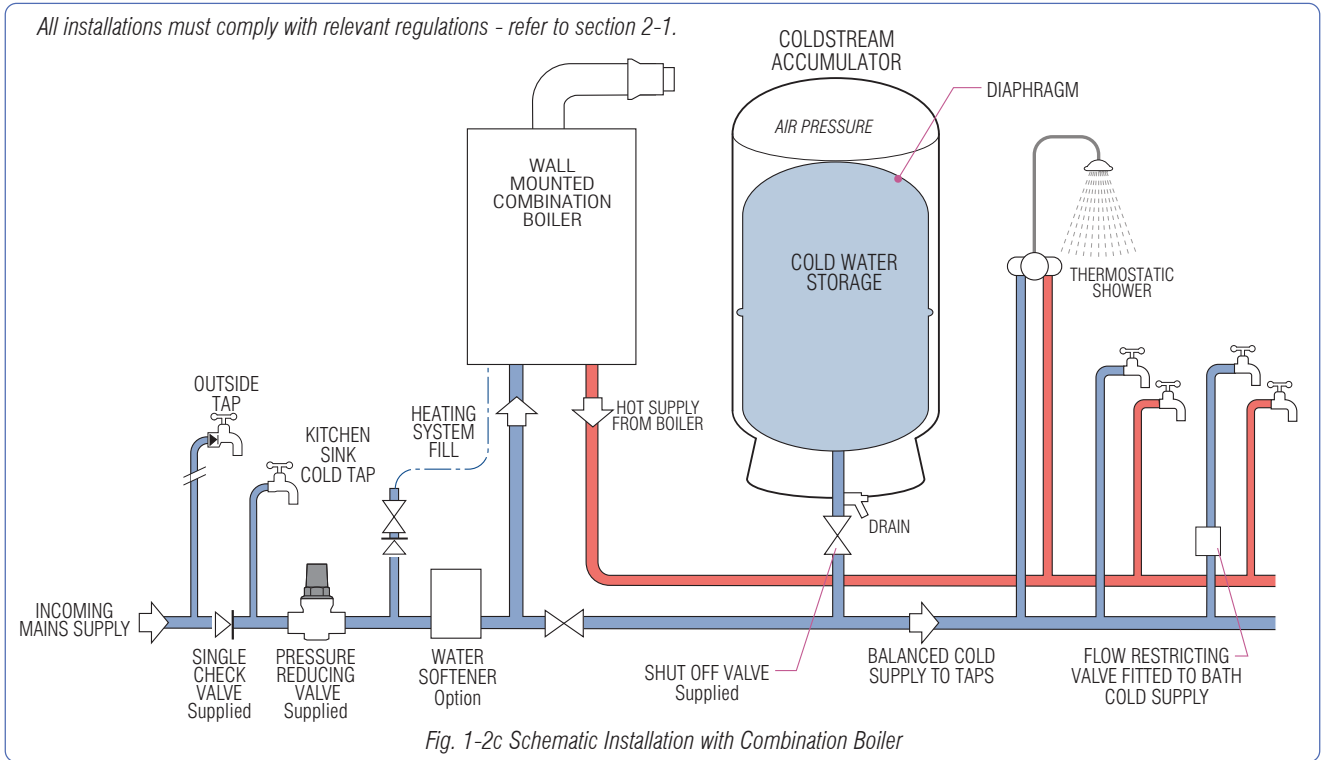 All installations must comply with relevant regulations - refer to section 2-1.
COLDSTREAM
ACCUMULATOR
DIAPHRAGM
AIR PRESSURE
WALL
MOUNTED
COMBINATION
BOILER
COLD WATER
STORAGE
THERMOSTATIC
SHOWER
OUTSIDE
TAP
KITCHEN
SINK
COLD TAP
HEATING
SYSTEM
FILL
HOT SUPPLY
FROM BOILER
DRAIN
INCOMING
MAINS SUPPLY
SINGLE
CHECK
VALVE
Supplied
PRESSURE
REDUCING
VALVE
Supplied
WATER
SOFTENER
Option
SHUT OFF VALVE
Supplied
BALANCED COLD
SUPPLY TO TAPS
FLOW RESTRICTING
VALVE FITTED TO BATH
COLD SUPPLY
Fig. 1-2c Schematic Installation with Combination Boiler